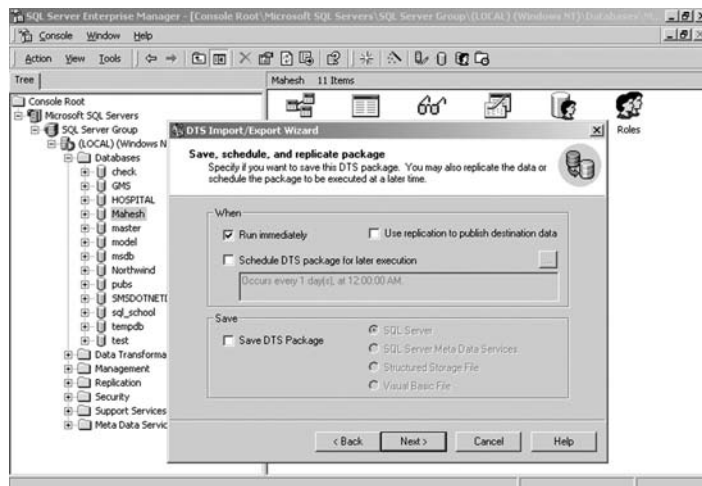 SQL Server Enterprise Manager - [Console Root\Microsoft SQL Servers\SQL Server Group\(LOCAL) (Windows NT)\Databases\M...
Console Window Help
Action View Tools
Tree
Mahesh 11 Items
Console Root
Microsoft SQL Servers
SQL Server Group
(LOCAL) (Windows N
Databases
check
GMS
HOSPITAL
Mahesh
master
model
msdb
Northwind
pubs
SMSDOTNETI
sql_school
tempdb
test
Data Transforma
Management
Replication
Security
Support Services
Meta Data Servic
Roles
DTS Import/Export Wizard
Save, schedule, and replicate package
Specify if you want to save this DTS package. You may also replicate the data or
schedule the package to be executed at a later time.
When
Run immediately
Use replication to publish destination data
Schedule DTS package for later execution
...
Occurs every 1 day(s), at 12:00:00 AM.
Save
Save DTS Package
SQL Server
SQL Server Meta Data Services
Structured Storage File
Visual Basic File
< Back Next > Cancel Help